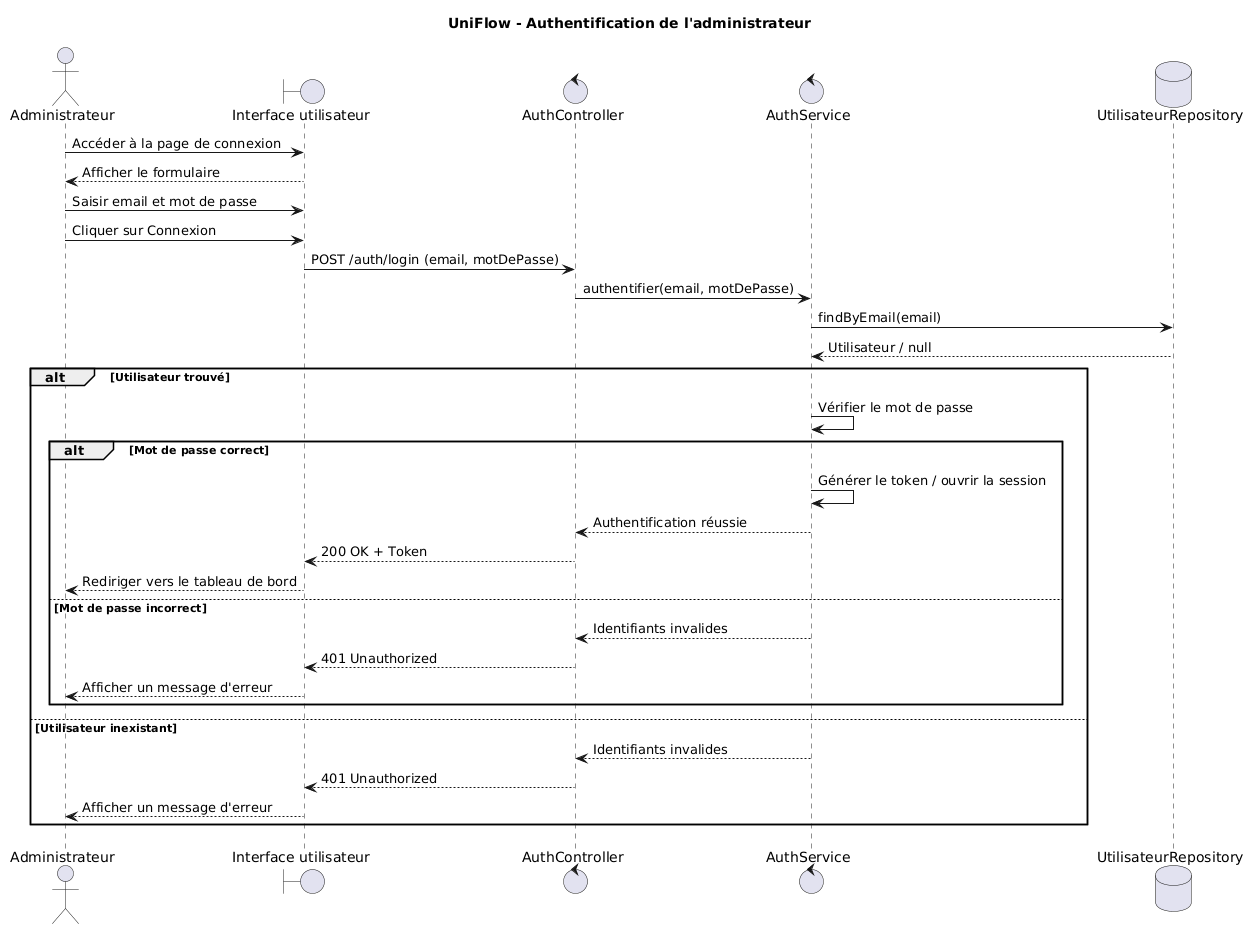 UniFlow - Authentification de l'administrateur
Administrateur
Interface utilisateur
AuthController
AuthService
UtilisateurRepository
Accéder à la page de connexion
Afficher le formulaire
Saisir email et mot de passe
Cliquer sur Connexion
POST /auth/login (email, motDePasse)
authentifier(email, motDePasse)
findByEmail(email)
Utilisateur / null
alt [Utilisateur trouvé]
Vérifier le mot de passe
alt [Mot de passe correct]
Générer le token / ouvrir la session
Authentification réussie
200 OK + Token
Rediriger vers le tableau de bord
[Mot de passe incorrect]
Identifiants invalides
401 Unauthorized
Afficher un message d'erreur
[Utilisateur inexistant]
Identifiants invalides
401 Unauthorized
Afficher un message d'erreur
Administrateur
Interface utilisateur
AuthController
AuthService
UtilisateurRepository